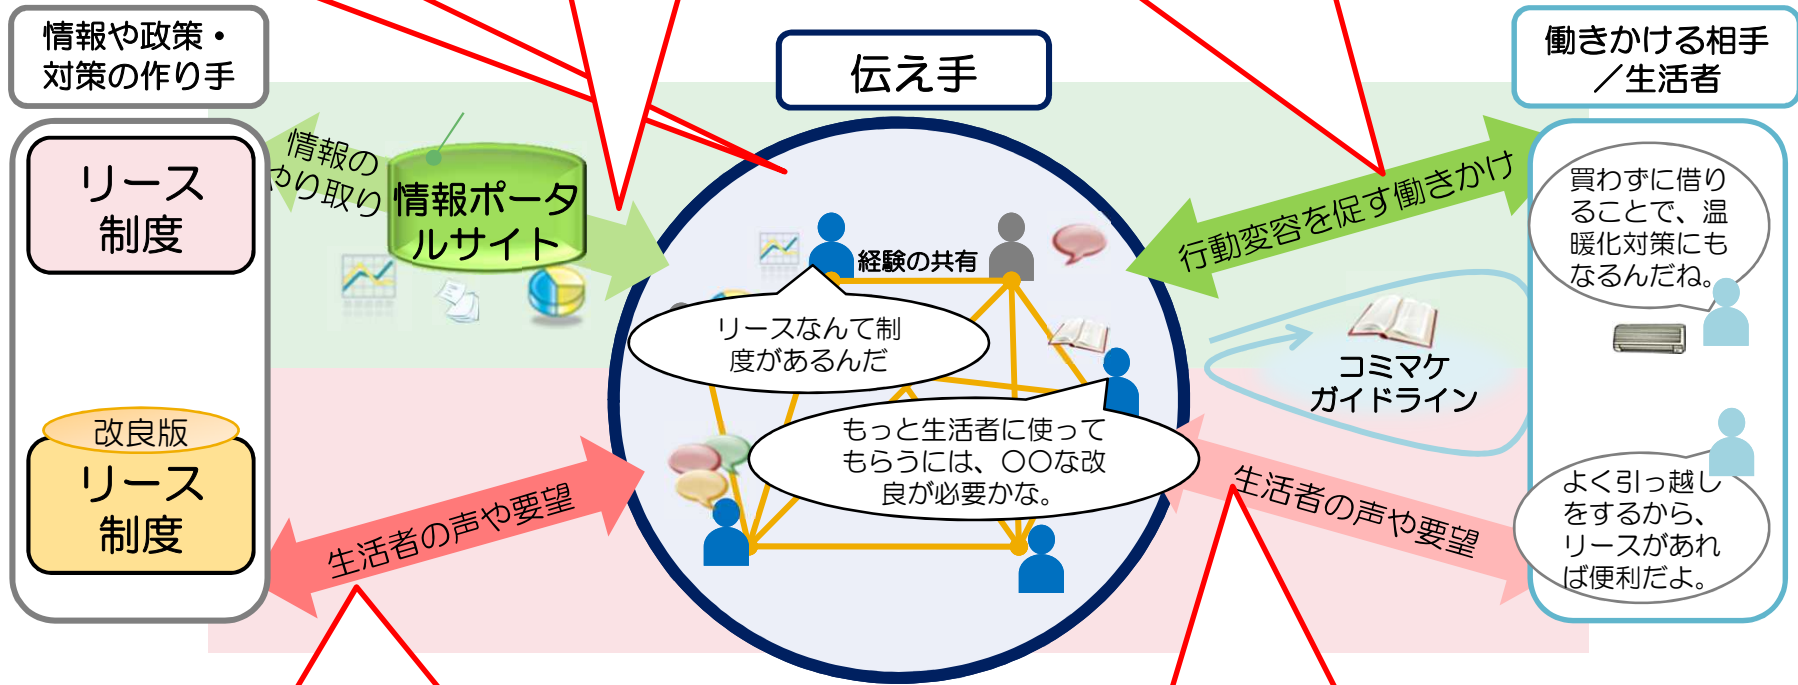 情報や政策・
対策の作り手
リース
制度
改良版
リース
制度
情報の
やり取り
情報ポータ
ルサイト
生活者の声や要望
伝え手
経験の共有
リースなんて制
度があるんだ
もっと生活者に使って
もらうには、〇〇な改
良が必要かな。
行動変容を促す働きかけ
コミマケ
ガイドライン
生活者の声や要望
働きかける相手
／生活者
買わずに借り
ることで、温
暖化対策にも
なるんだね。
よく引っ越し
をするから、
リースがあれ
ば便利だよ。